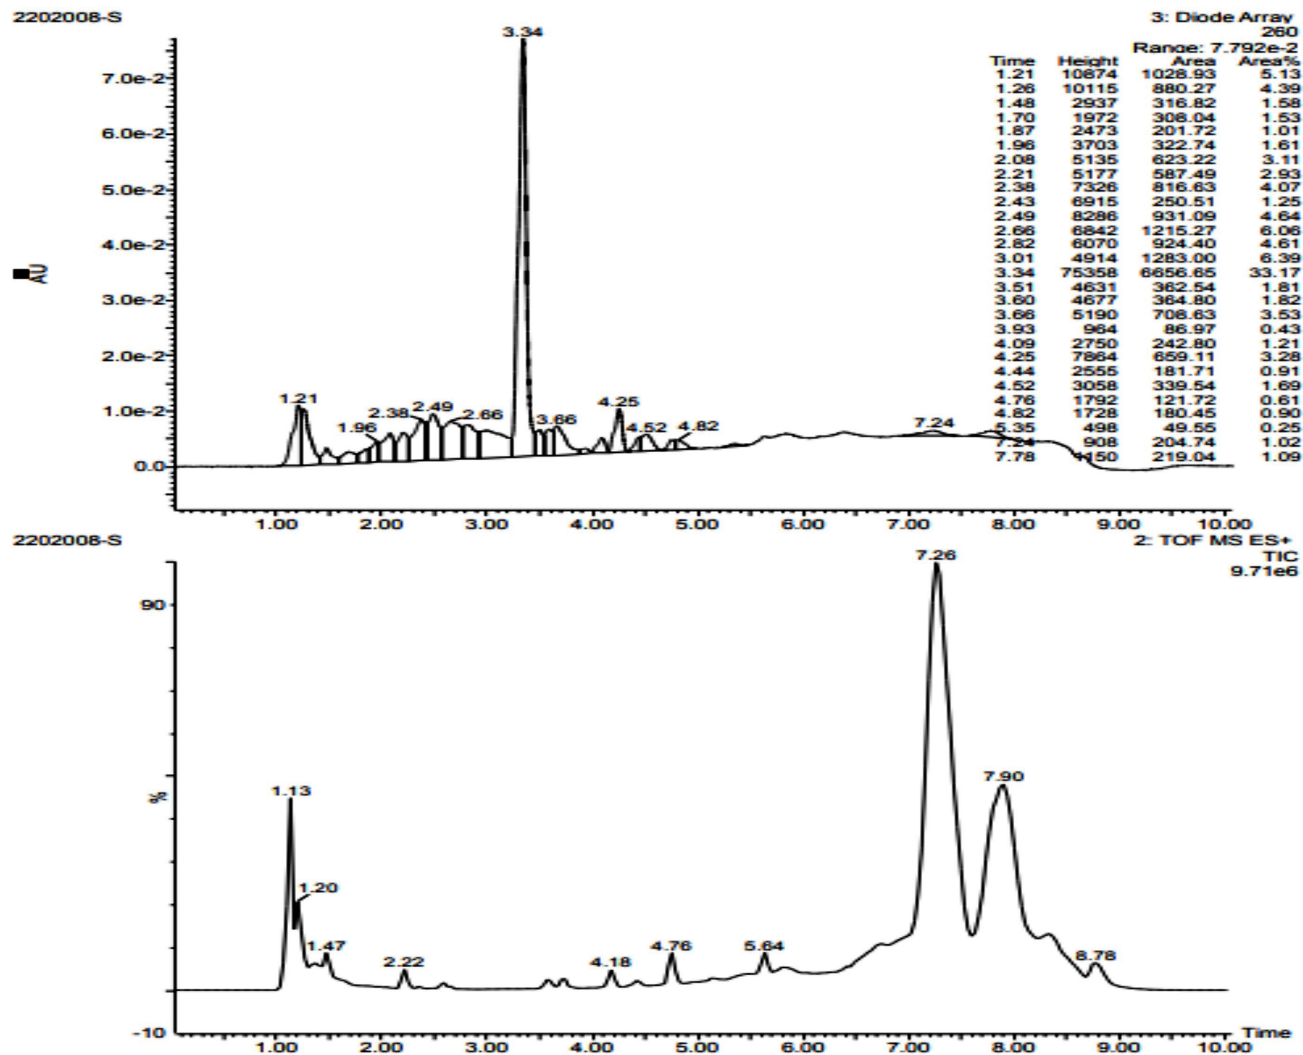 2202008-S
3: Diode Array
260
Range: 7.792e-2
Time Height Area Area%
1.21 10874 1028.93 5.13
1.26 10115 880.27 4.39
1.48 2937 316.82 1.58
1.70 1972 308.04 1.53
1.87 2473 201.72 1.01
1.96 3703 322.74 1.61
2.08 5135 623.22 3.11
2.21 5177 587.49 2.93
2.38 7326 816.63 4.07
2.43 6915 250.51 1.25
2.49 8286 931.09 4.64
2.66 6842 1215.27 6.06
2.82 6070 924.40 4.61
3.01 4914 1283.00 6.39
3.34 75358 6656.65 33.17
3.51 4631 362.54 1.81
3.60 4677 364.80 1.82
3.66 5190 708.63 3.53
3.93 964 86.97 0.43
4.09 2750 242.80 1.21
4.25 7864 659.11 3.28
4.44 2555 181.71 0.91
4.52 3058 339.54 1.69
4.76 1792 121.72 0.61
4.82 1728 180.45 0.90
5.35 498 49.55 0.25
7.24 908 204.74 1.02
7.78 1150 219.04 1.09
3.34
7.0e-2
6.0e-2
5.0e-2
4.0e-2
AU
3.0e-2
2.0e-2
1.0e-2
0.0
1.21
1.96
2.38
2.49
2.66
3.66
4.25
4.52
4.82
7.24
1.00 2.00 3.00 4.00 5.00 6.00 7.00 8.00 9.00 10.00
2202008-S
2: TOF MS ES+
TIC
9.71e6
7.26
90
1.13
%
7.90
1.20
1.47
2.22
4.18
4.76
5.64
8.78
-10
Time
1.00 2.00 3.00 4.00 5.00 6.00 7.00 8.00 9.00 10.00